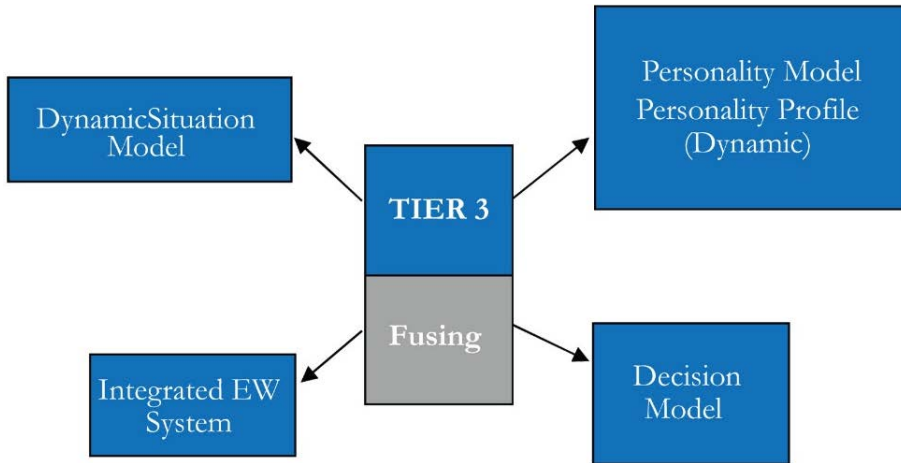 DynamicSituation
Model
Personality Model
Personality Profile
(Dynamic)
TIER 3
Fusing
Integrated EW
System
Decision
Model